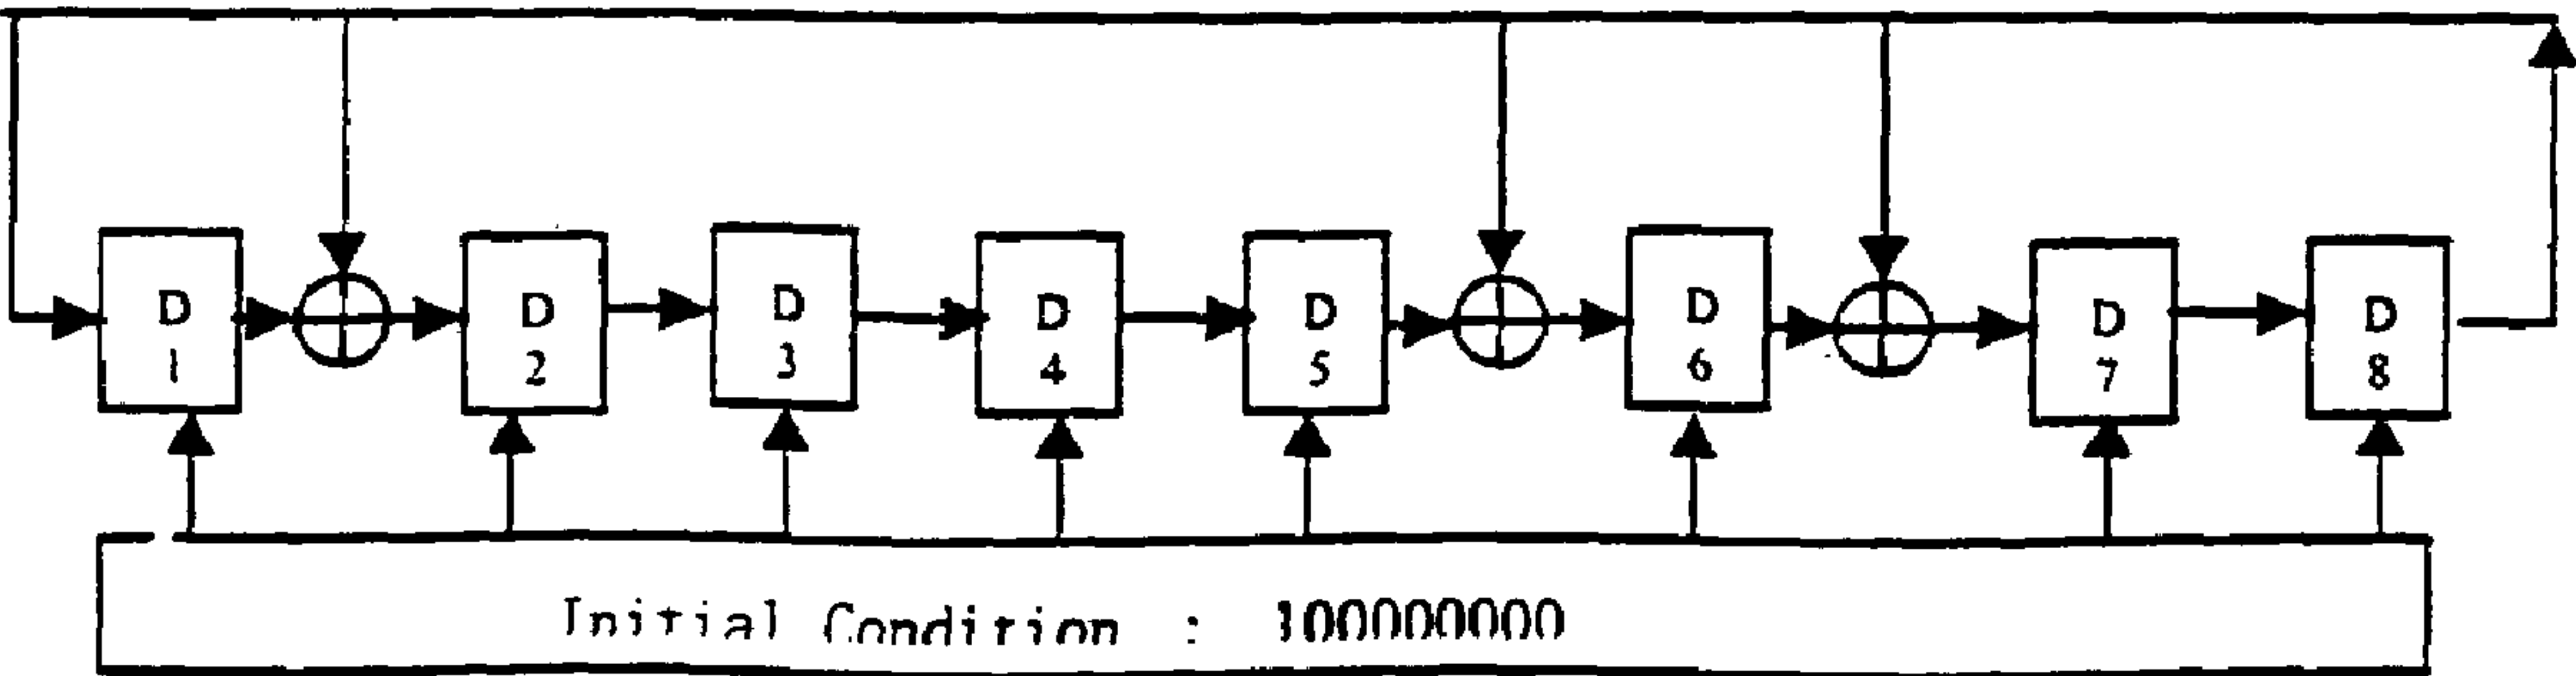 D 1
D 2
D 3
D 4
D 5
D 6
D 7
D 8
Initial Condition : 100000000